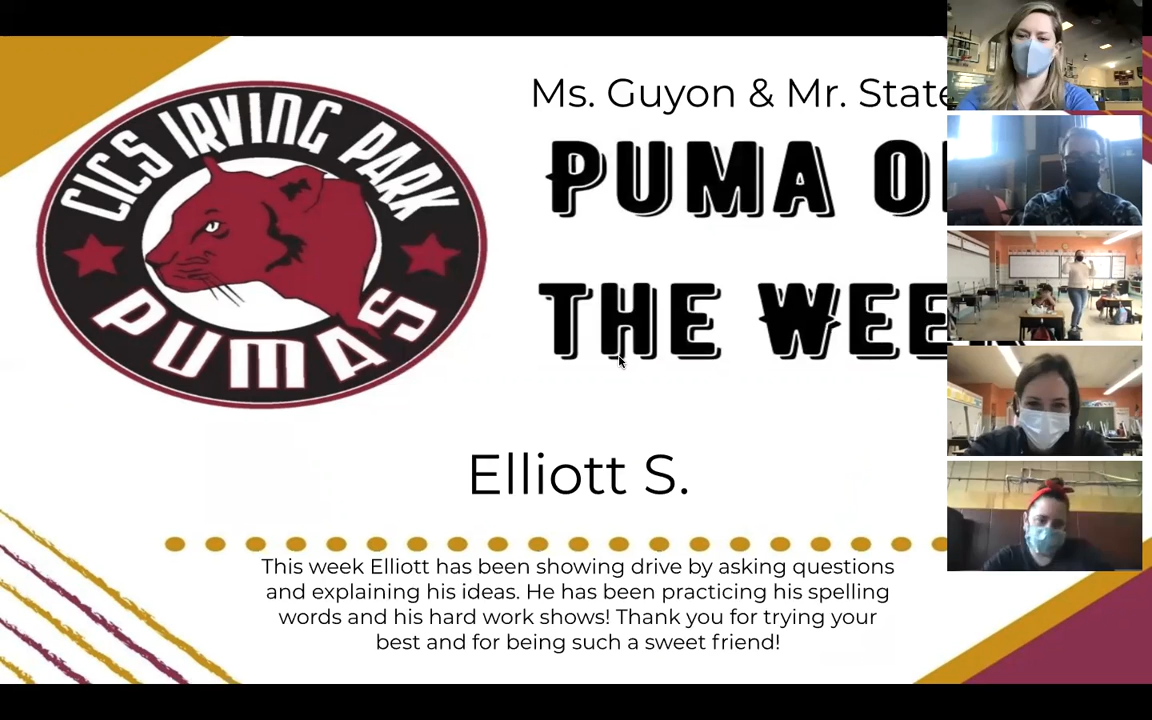 CICS IRVING PARK
PUMAS
Ms. Guyon & Mr. State
PUMA O
THE WEE
Elliott S.
This week Elliott has been showing drive by asking questions
and explaining his ideas. He has been practicing his spelling
words and his hard work shows! Thank you for trying your
best and for being such a sweet friend!